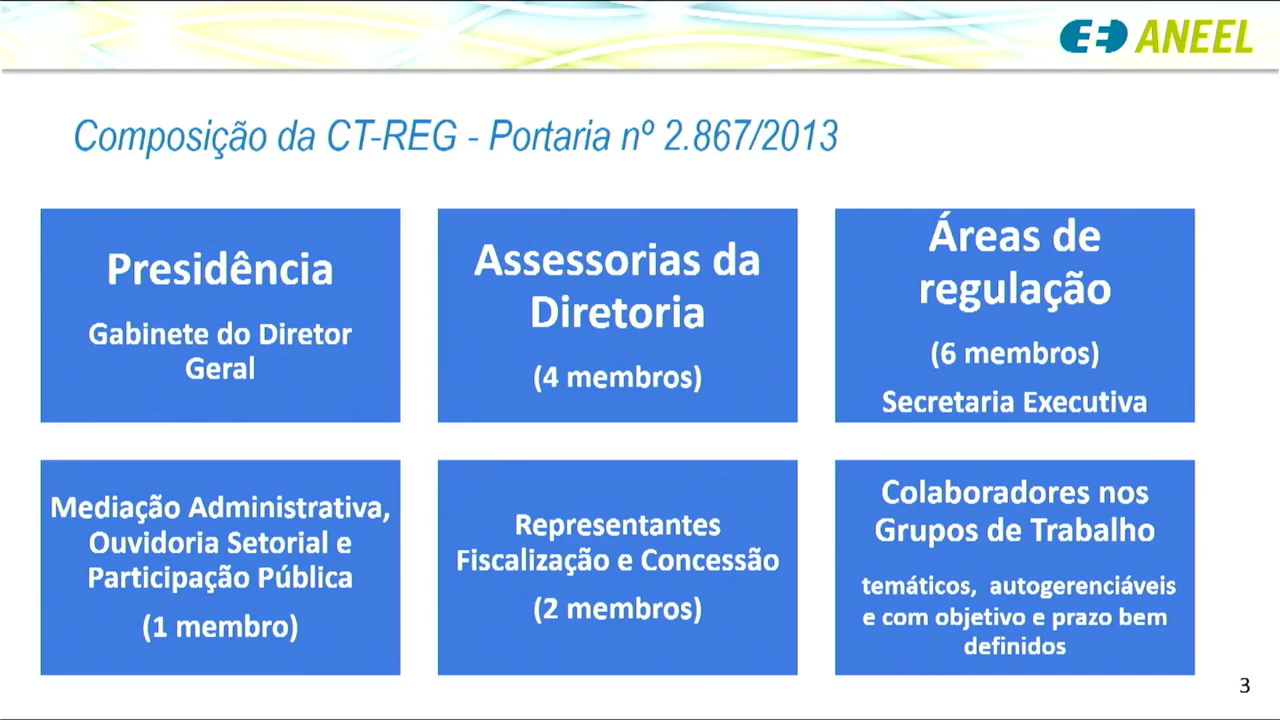 ANEEL
Composição da CT-REG - Portaria nº 2.867/2013
Presidência
Gabinete do Diretor
Geral
Assessorias da
Diretoria
(4 membros)
Áreas de
regulação
(6 membros)
Secretaria Executiva
Mediação Administrativa,
Ouvidoria Setorial e
Participação Pública
(1 membro)
Representantes
Fiscalização e Concessão
(2 membros)
Colaboradores nos
Grupos de Trabalho
temáticos, autogerenciáveis
e com objetivo e prazo bem
definidos
3